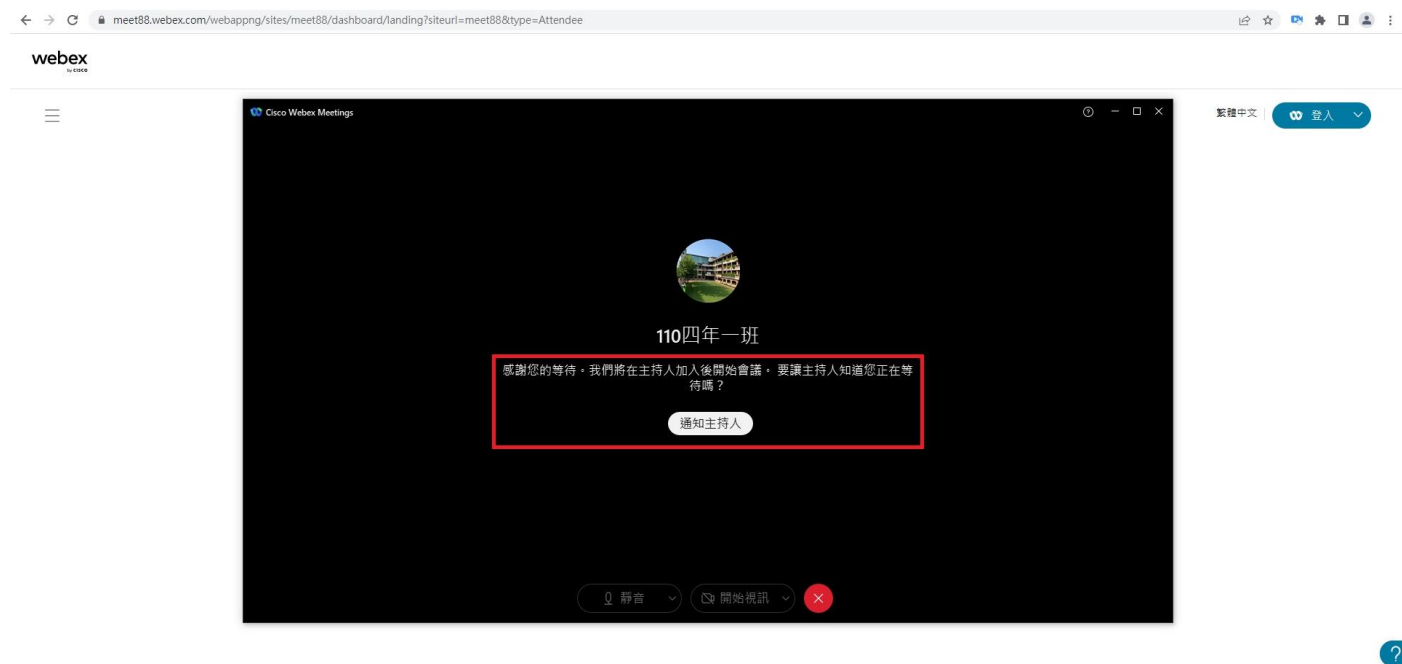 meet88.webex.com/webappng/sites/meet88/dashboard/landing?siteurl=meet88&type=Attendee
webex
by CISCO
Cisco Webex Meetings
繁體中文
登入
110四年一班
感謝您的等待。我們將在主持人加入後開始會議。 要讓主持人知道您正在等
待嗎？
通知主持人
靜音
開始視訊